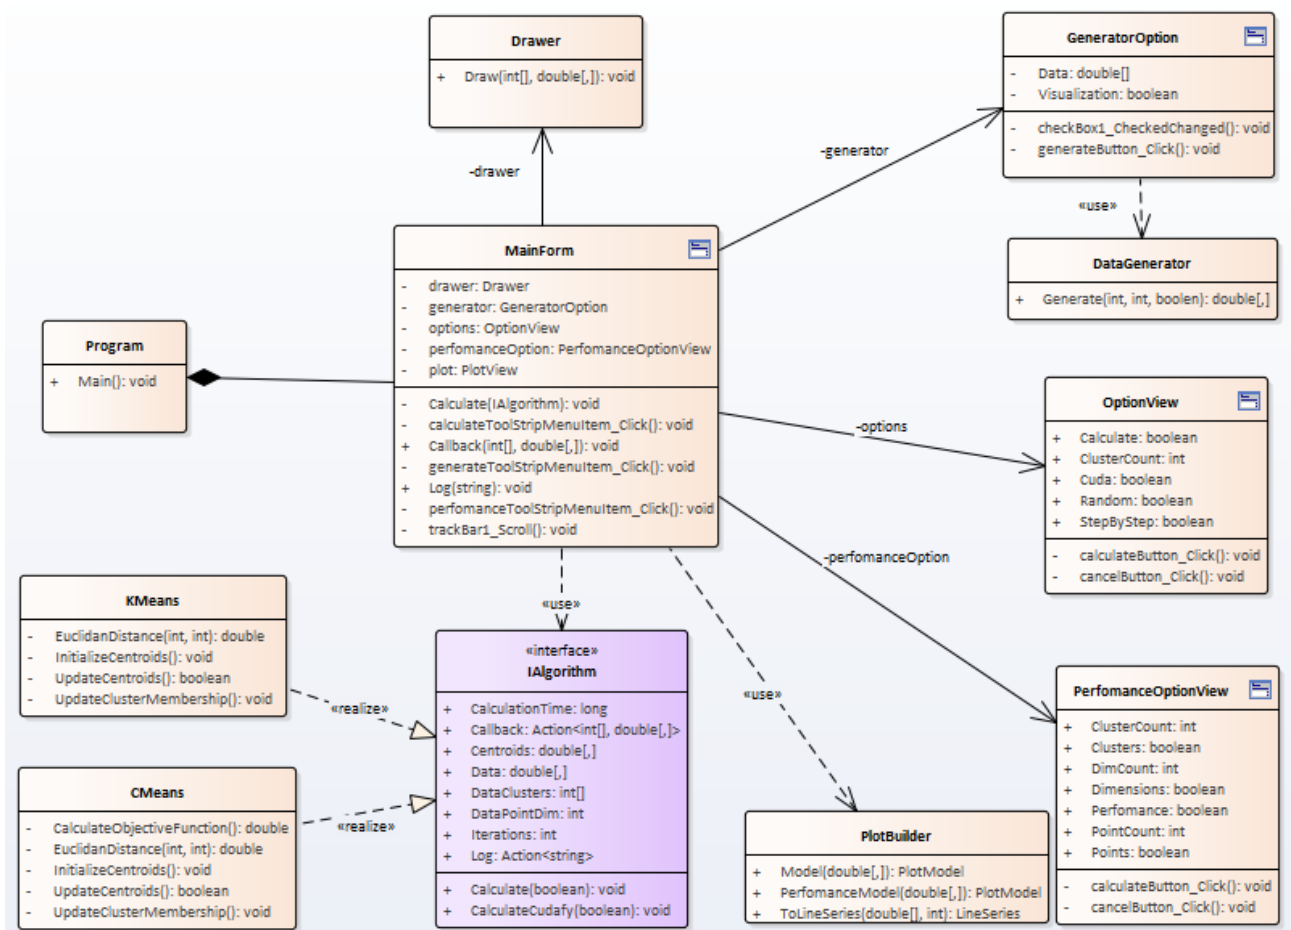 Drawer
+ Draw(int[], double[,]): void
GeneratorOption
- Data: double[]
- Visualization: boolean
- checkBox1_CheckedChanged(): void
- generateButton_Click(): void
-generator
-drawer
«use»
DataGenerator
+ Generate(int, int, boolen): double[,]
MainForm
- drawer: Drawer
- generator: GeneratorOption
- options: OptionView
- perfomanceOption: PerfomanceOptionView
- plot: PlotView
- Calculate(IAlgorithm): void
- calculateToolStripMenuItem_Click(): void
+ Callback(int[], double[,]): void
- generateToolStripMenuItem_Click(): void
+ Log(string): void
- perfomanceToolStripMenuItem_Click(): void
- trackBar1_Scroll(): void
Program
+ Main(): void
-options
OptionView
+ Calculate: boolean
+ ClusterCount: int
+ Cuda: boolean
+ Random: boolean
+ StepByStep: boolean
- calculateButton_Click(): void
- cancelButton_Click(): void
-perfomanceOption
«use»
«use»
KMeans
- EuclidanDistance(int, int): double
- InitializeCentroids(): void
- UpdateCentroids(): boolean
- UpdateClusterMembership(): void
«realize»
«interface»
IAlgorithm
+ CalculationTime: long
+ Callback: Action<int[], double[,]>
+ Centroids: double[,]
+ Data: double[,]
+ DataClusters: int[]
+ DataPointDim: int
+ Iterations: int
+ Log: Action<string>
+ Calculate(boolean): void
+ CalculateCudafy(boolean): void
PerfomanceOptionView
+ ClusterCount: int
+ Clusters: boolean
+ DimCount: int
+ Dimensions: boolean
+ Perfomance: boolean
+ PointCount: int
+ Points: boolean
- calculateButton_Click(): void
- cancelButton_Click(): void
CMeans
- CalculateObjectiveFunction(): double
- EuclidanDistance(int, int): double
- InitializeCentroids(): void
- UpdateCentroids(): boolean
- UpdateClusterMembership(): void
«realize»
PlotBuilder
+ Model(double[,]): PlotModel
+ PerfomanceModel(double[,]): PlotModel
+ ToLineSeries(double[], int): LineSeries